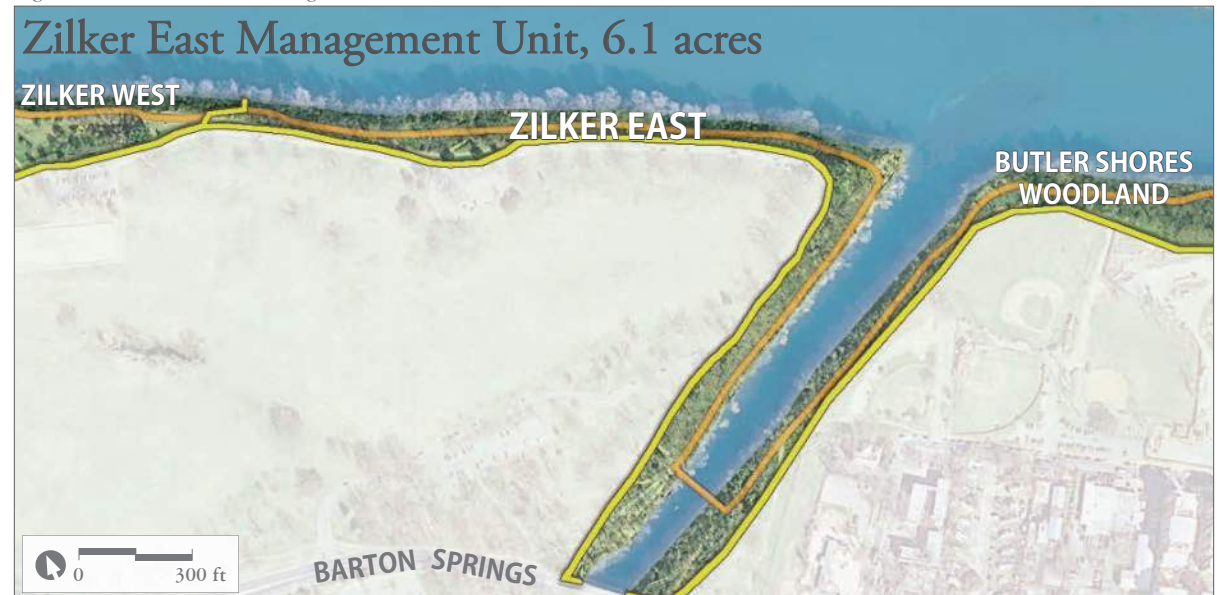 Zilker East Management Unit, 6.1 acres
ZILKER WEST
ZILKER EAST
BUTLER SHORES
WOODLAND
BARTON SPRINGS
0 300 ft